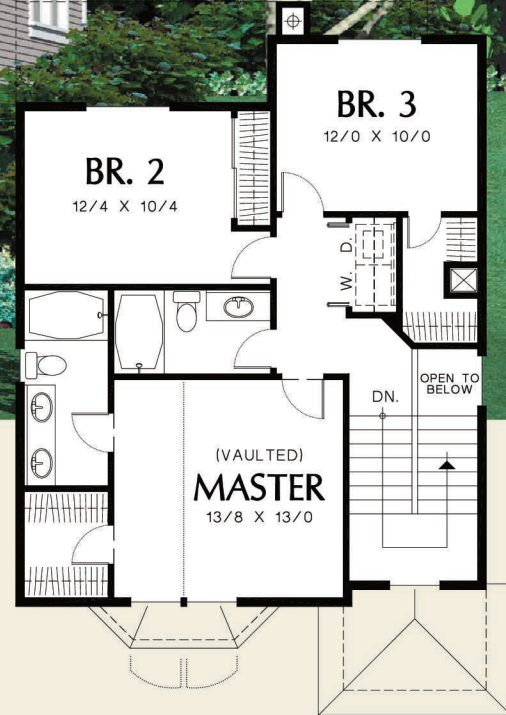 BR. 3
12/0 X 10/0
BR. 2
12/4 X 10/4
W. D.
OPEN TO
BELOW
DN.
(VAULTED)
MASTER
13/8 X 13/0